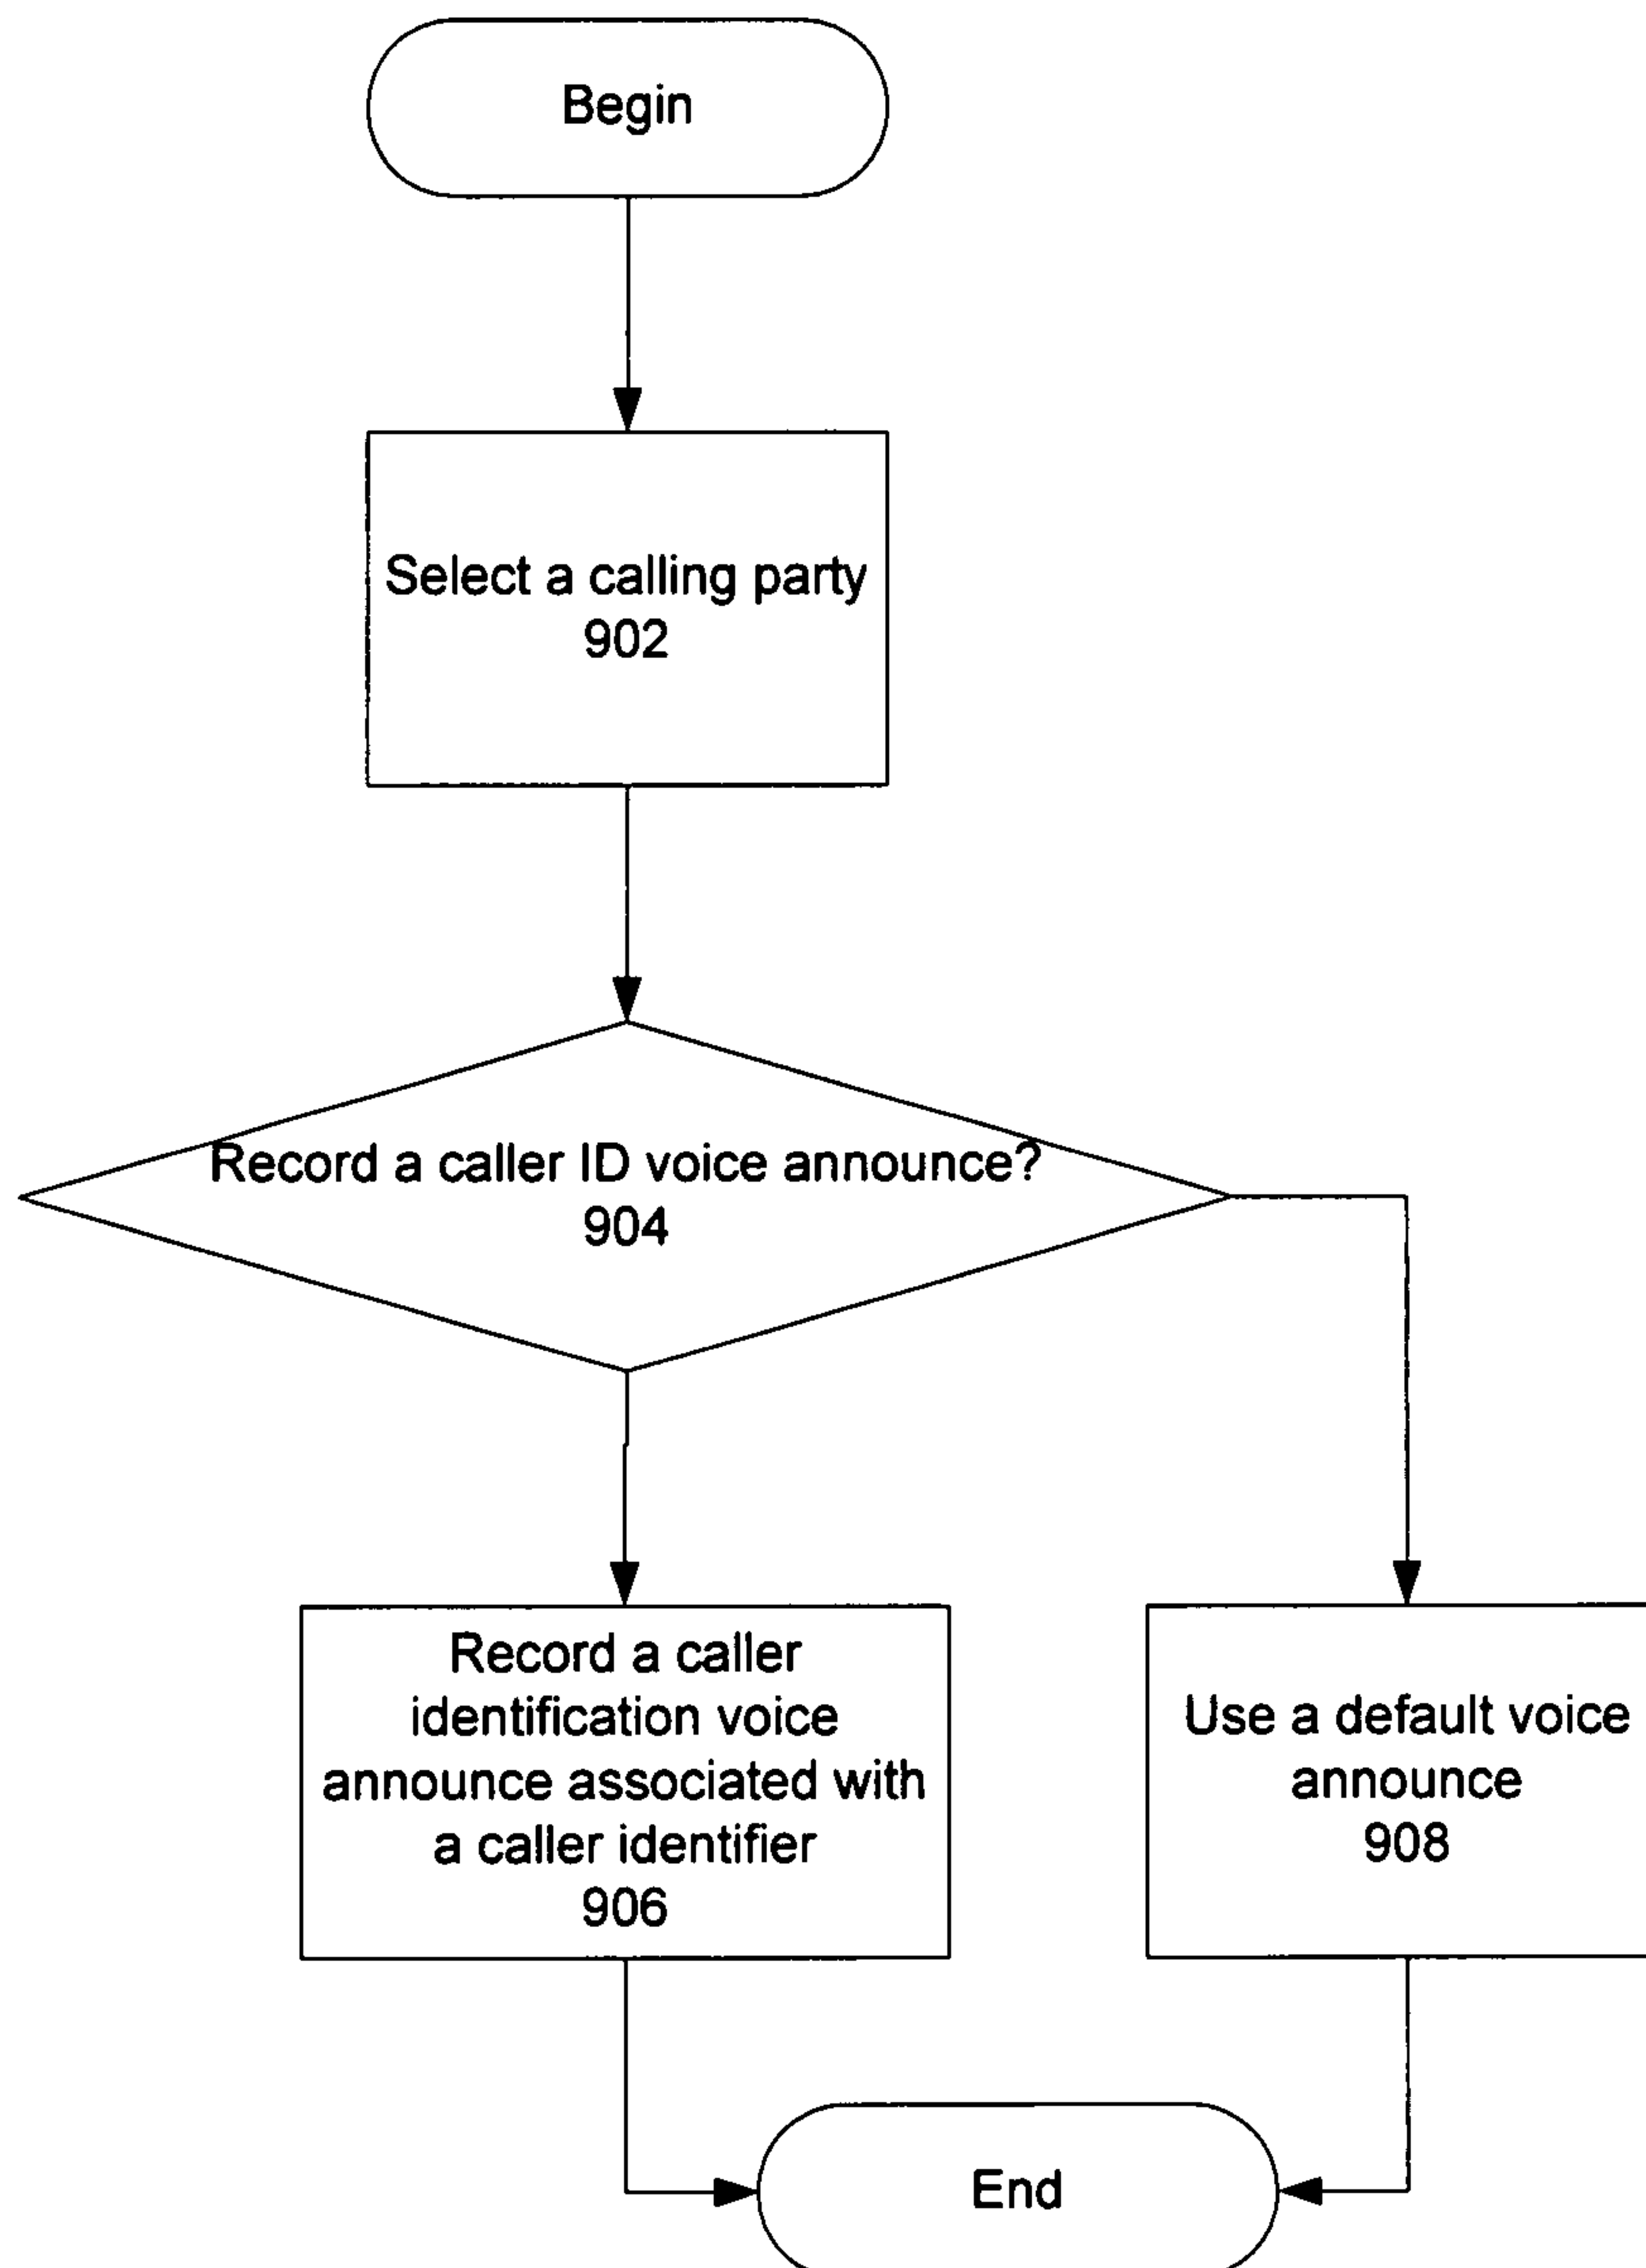 Begin
Select a calling party
902
Record a caller ID voice announce?
904
Record a caller
identification voice
announce associated with
a caller identifier
906
Use a default voice
announce
908
End